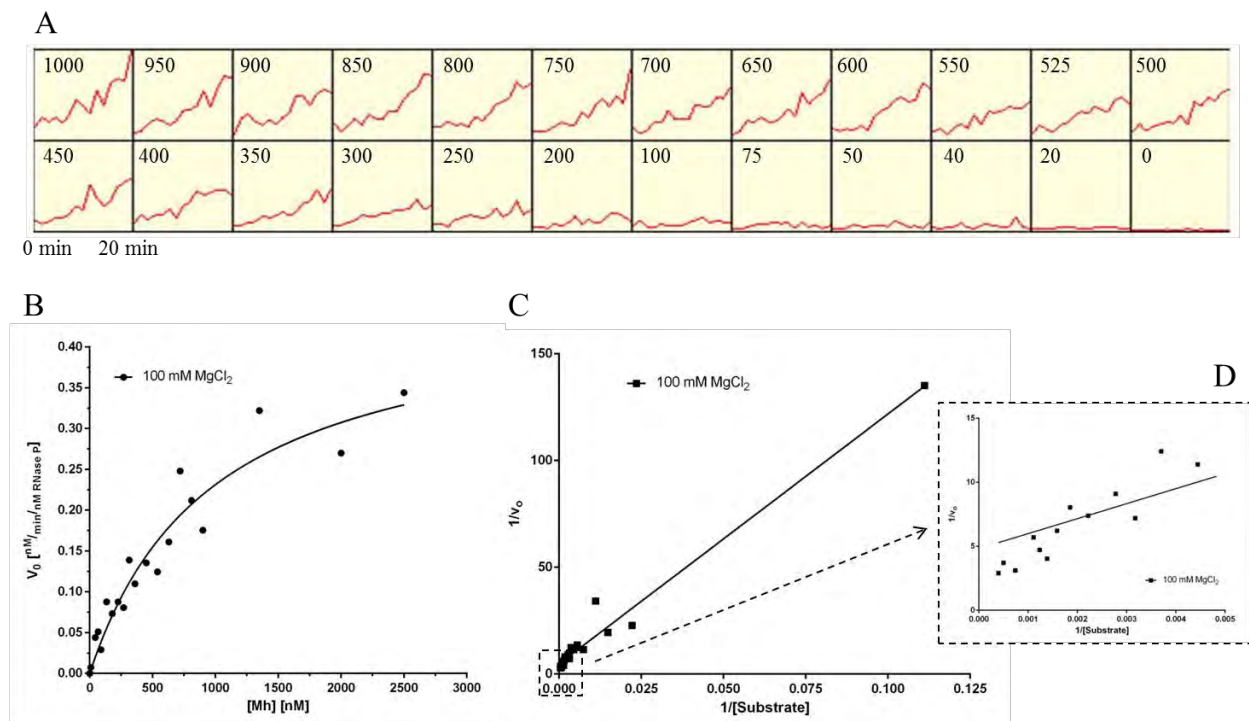 A
1000 950 900 850 800 750 700 650 600 550 525 500
450 400 350 300 250 200 100 75 50 40 20 0
0 min 20 min
B
0.40
0.35
0.30
0.25
0.20
0.15
0.10
0.05
0.00
V₀ [nM/min/nM RNase P]
100 mM MgCl₂
0 500 1000 1500 2000 2500 3000
[Mh] [nM]
C
150
100
50
0
1/v₀
100 mM MgCl₂
0.000 0.025 0.050 0.075 0.100 0.125
1/[Substrate]
D
15
10
5
0
1/v₀
100 mM MgCl₂
0.000 0.001 0.002 0.003 0.004 0.005
1/[Substrate]